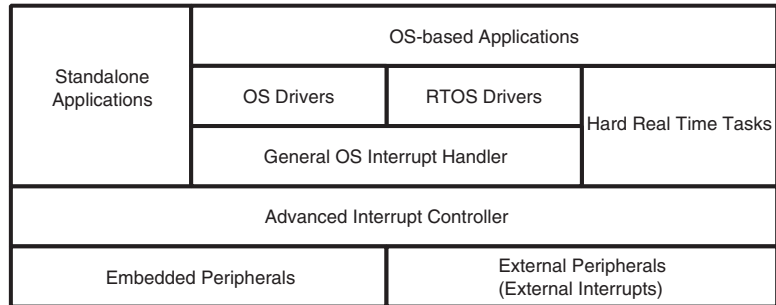 OS-based Applications
Standalone
Applications
OS Drivers
RTOS Drivers
Hard Real Time Tasks
General OS Interrupt Handler
Advanced Interrupt Controller
Embedded Peripherals
External Peripherals
(External Interrupts)